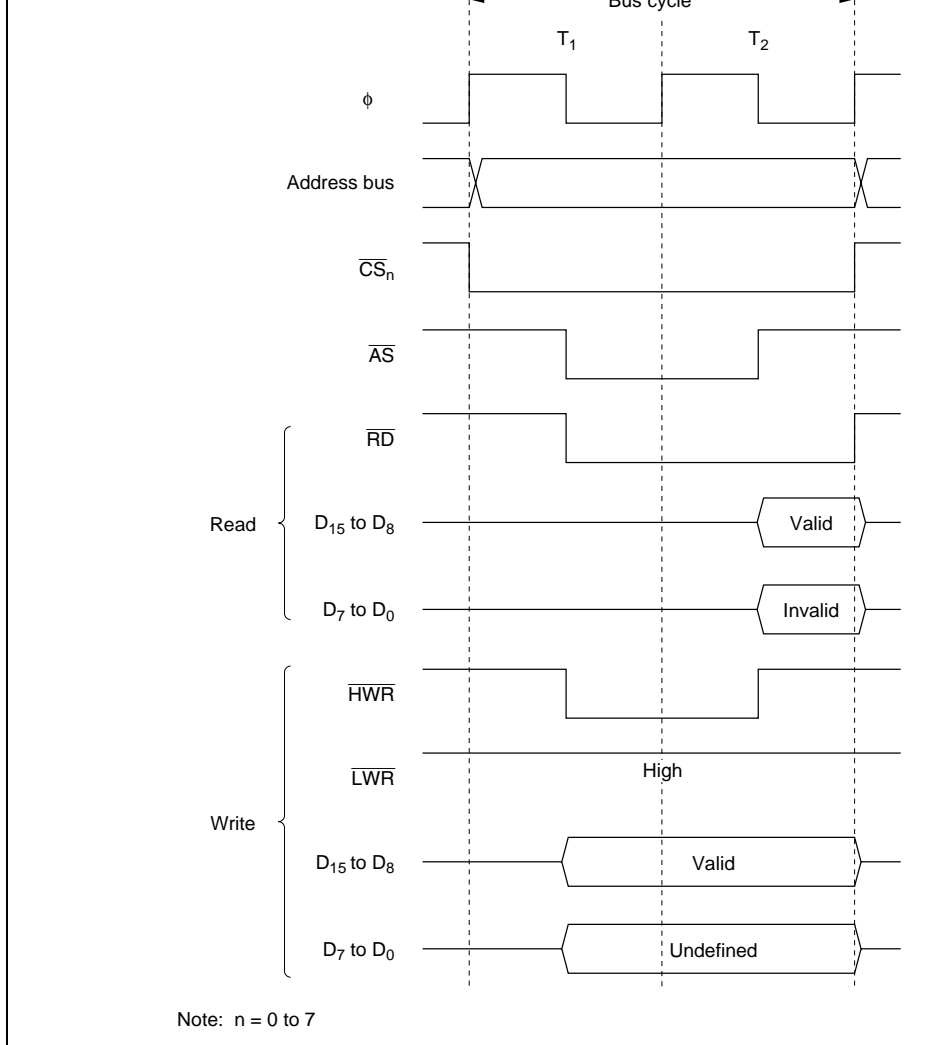 Bus cycle
T1 T2
φ
Address bus
CSn
AS
RD
Read D15 to D8 Valid
D7 to D0 Invalid
HWR
LWR High
Write
D15 to D8 Valid
D7 to D0 Undefined
Note: n = 0 to 7